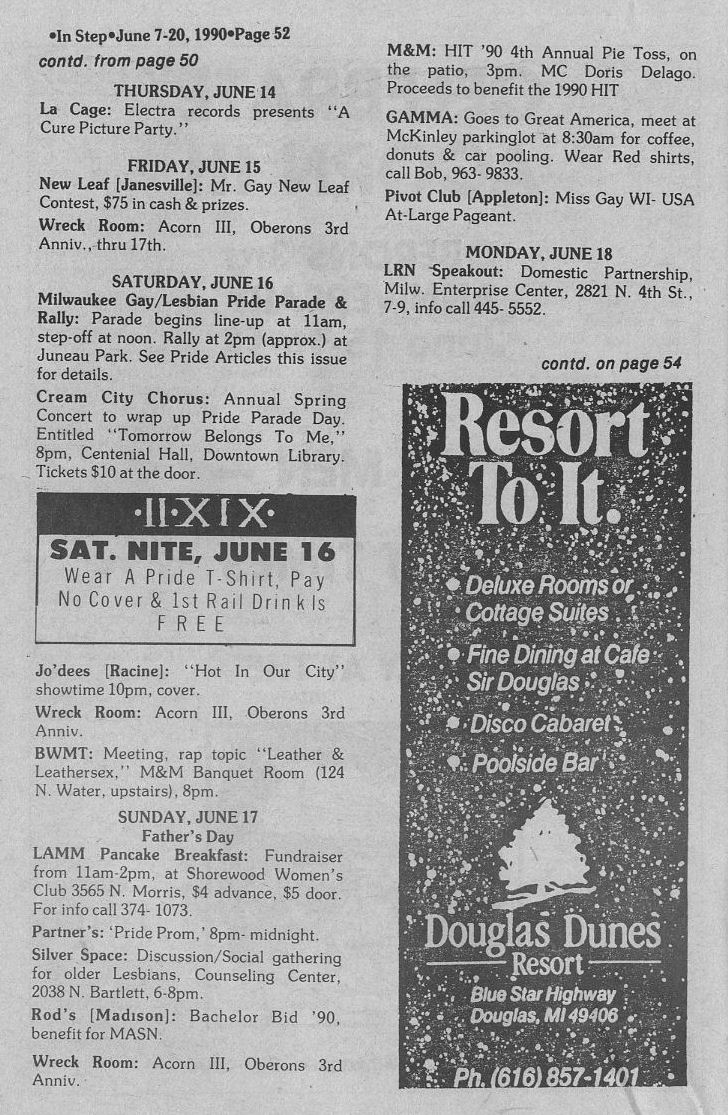 •In Step•June 7-20, 1990•Page 52
contd. from page 50
THURSDAY, JUNE 14
La Cage: Electra records presents "A
Cure Picture Party."
FRIDAY, JUNE 15
New Leaf [Janesville]: Mr. Gay New Leaf
Contest, $75 in cash & prizes.
Wreck Room: Acorn III, Oberons 3rd
Anniv., thru 17th.
SATURDAY, JUNE 16
Milwaukee Gay/Lesbian Pride Parade &
Rally: Parade begins line-up at 11am,
step-off at noon. Rally at 2pm (approx.) at
Juneau Park. See Pride Articles this issue
for details.
Cream City Chorus: Annual Spring
Concert to wrap up Pride Parade Day.
Entitled "Tomorrow Belongs To Me,"
8pm, Centenial Hall, Downtown Library.
Tickets $10 at the door.
•II•XIX•
SAT. NITE, JUNE 16
Wear A Pride T-Shirt, Pay
No Cover & 1st Rail Drink Is
FREE
Jo'dees [Racine]: "Hot In Our City"
showtime 10pm, cover.
Wreck Room: Acorn III, Oberons 3rd
Anniv.
BWMT: Meeting, rap topic "Leather &
Leathersex," M&M Banquet Room (124
N. Water, upstairs), 8pm.
SUNDAY, JUNE 17
Father's Day
LAMM Pancake Breakfast: Fundraiser
from 11am-2pm, at Shorewood Women's
Club 3565 N. Morris, $4 advance, $5 door.
For info call 374- 1073.
Partner's: 'Pride Prom,' 8pm- midnight.
Silver Space: Discussion/Social gathering
for older Lesbians, Counseling Center,
2038 N. Bartlett, 6-8pm.
Rod's [Madison]: Bachelor Bid '90,
benefit for MASN.
Wreck Room: Acorn III, Oberons 3rd
Anniv.
M&M: HIT '90 4th Annual Pie Toss, on
the patio, 3pm. MC Doris Delago.
Proceeds to benefit the 1990 HIT
GAMMA: Goes to Great America, meet at
McKinley parkinglot at 8:30am for coffee,
donuts & car pooling. Wear Red shirts,
call Bob, 963- 9833.
Pivot Club [Appleton]: Miss Gay WI- USA
At-Large Pageant.
MONDAY, JUNE 18
LRN Speakout: Domestic Partnership,
Milw. Enterprise Center, 2821 N. 4th St.,
7-9, info call 445- 5552.
contd. on page 54
Resort
To It.
• Deluxe Rooms or
Cottage Suites
• Fine Dining at Cafe
Sir Douglas
• Disco Cabaret
• Poolside Bar
Douglas Dunes
Resort
Blue Star Highway
Douglas, MI 49406
Ph. (616) 857-1401